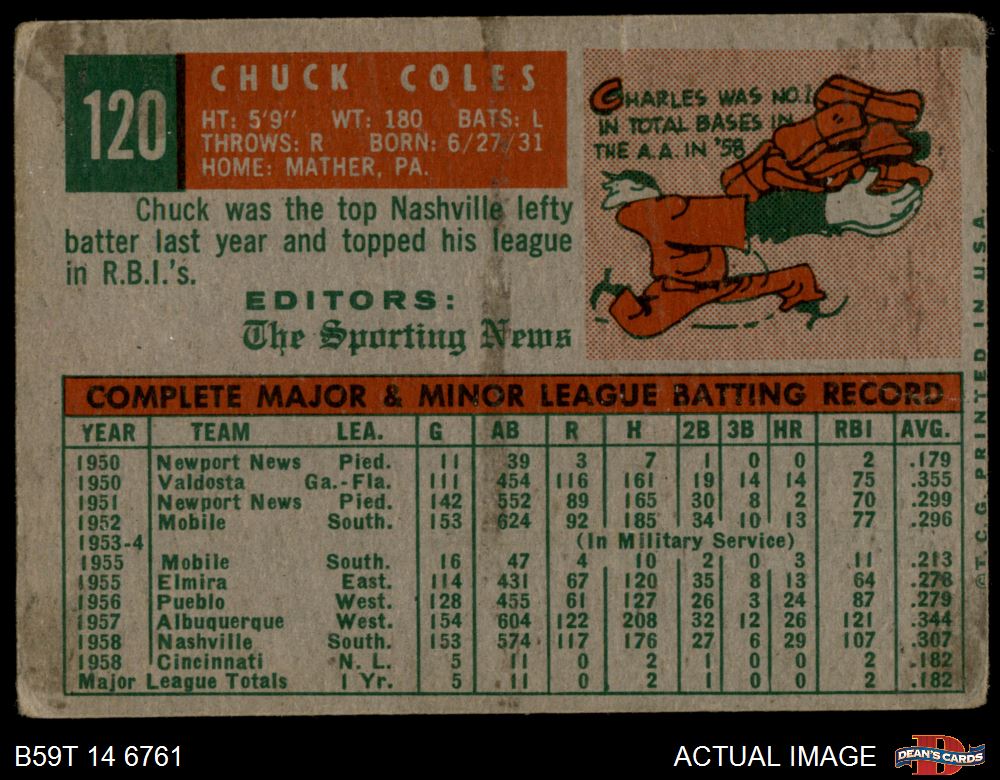 120
CHUCK COLES
HT: 5'9" WT: 180 BATS: L
THROWS: R BORN: 6/27/31
HOME: MATHER, PA.
CHARLES WAS NO. 1
IN TOTAL BASES IN
THE A.A. IN '58
Chuck was the top Nashville lefty
batter last year and topped his league
in R.B.I.'s.
EDITORS:
The Sporting News
COMPLETE MAJOR & MINOR LEAGUE BATTING RECORD
YEAR TEAM LEA. G AB R H 2B 3B HR RBI AVG.
1950 Newport News Pied. 11 39 3 7 1 0 0 2 .179
1950 Valdosta Ga.-Fla. 111 454 116 161 19 14 14 75 .355
1951 Newport News Pied. 142 552 89 165 30 8 2 70 .299
1952 Mobile South. 153 624 92 185 34 10 13 77 .296
1953-4 (In Military Service)
1955 Mobile South. 16 47 4 10 2 0 3 11 .213
1955 Elmira East. 114 431 67 120 35 8 13 64 .278
1956 Pueblo West. 128 455 61 127 26 3 24 87 .279
1957 Albuquerque West. 154 604 122 208 32 12 26 121 .344
1958 Nashville South. 153 574 117 176 27 6 29 107 .307
1958 Cincinnati N. L. 5 11 0 2 1 0 0 2 .182
Major League Totals 1 Yr. 5 11 0 2 1 0 0 2 .182
©T.C.G. PRINTED IN U.S.A.
B59T 14 6761
ACTUAL IMAGE
D
DEAN'S CARDS